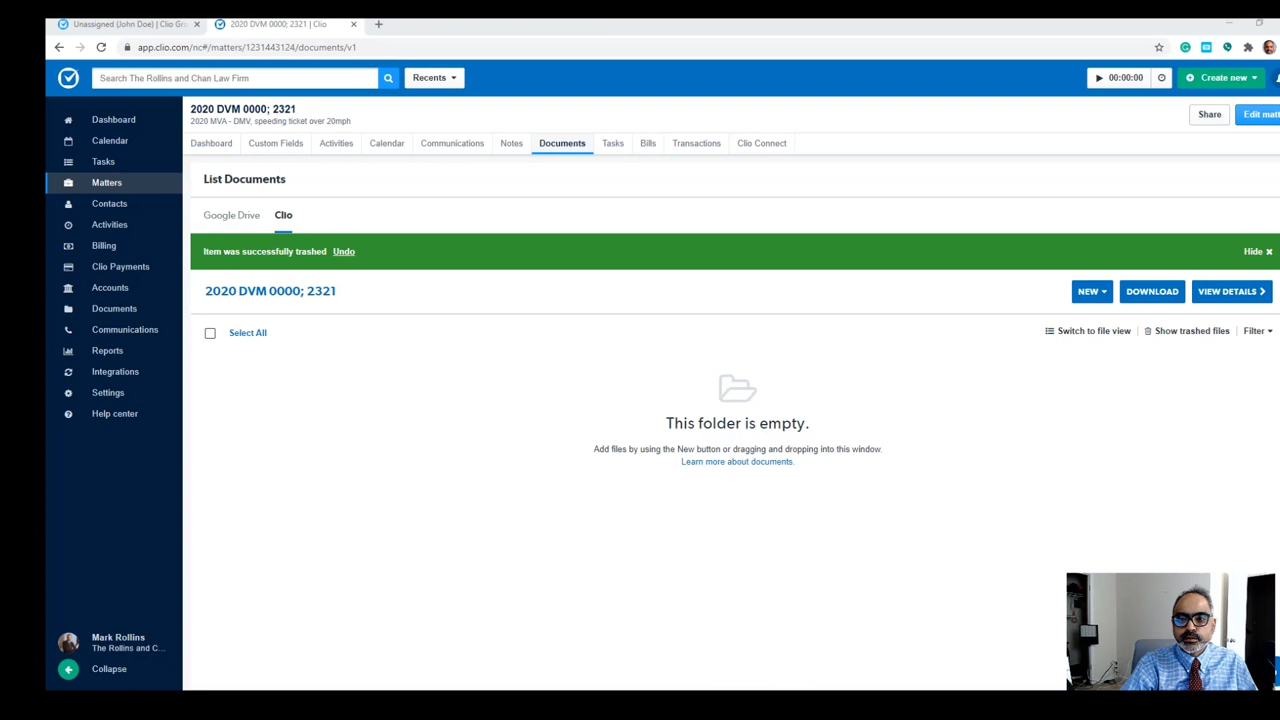 Unassigned (John Doe) | Clio Gr
2020 DVM 0000; 2321 | Clio
app.clio.com/nc#/matters/1231443124/documents/v1
Search The Rollins and Chan Law Firm
Recents
00:00:00
Create new
2020 DVM 0000; 2321
2020 MVA - DMV, speeding ticket over 20mph
Share
Edit matt
Dashboard
Calendar
Tasks
Matters
Contacts
Activities
Billing
Clio Payments
Accounts
Documents
Communications
Reports
Integrations
Settings
Help center
Mark Rollins
The Rollins and C...
Collapse
Dashboard Custom Fields Activities Calendar Communications Notes Documents Tasks Bills Transactions Clio Connect
List Documents
Google Drive Clio
Item was successfully trashed Undo
Hide
2020 DVM 0000; 2321
NEW DOWNLOAD VIEW DETAILS
Select All
Switch to file view Show trashed files Filter
This folder is empty.
Add files by using the New button or dragging and dropping into this window.
Learn more about documents.